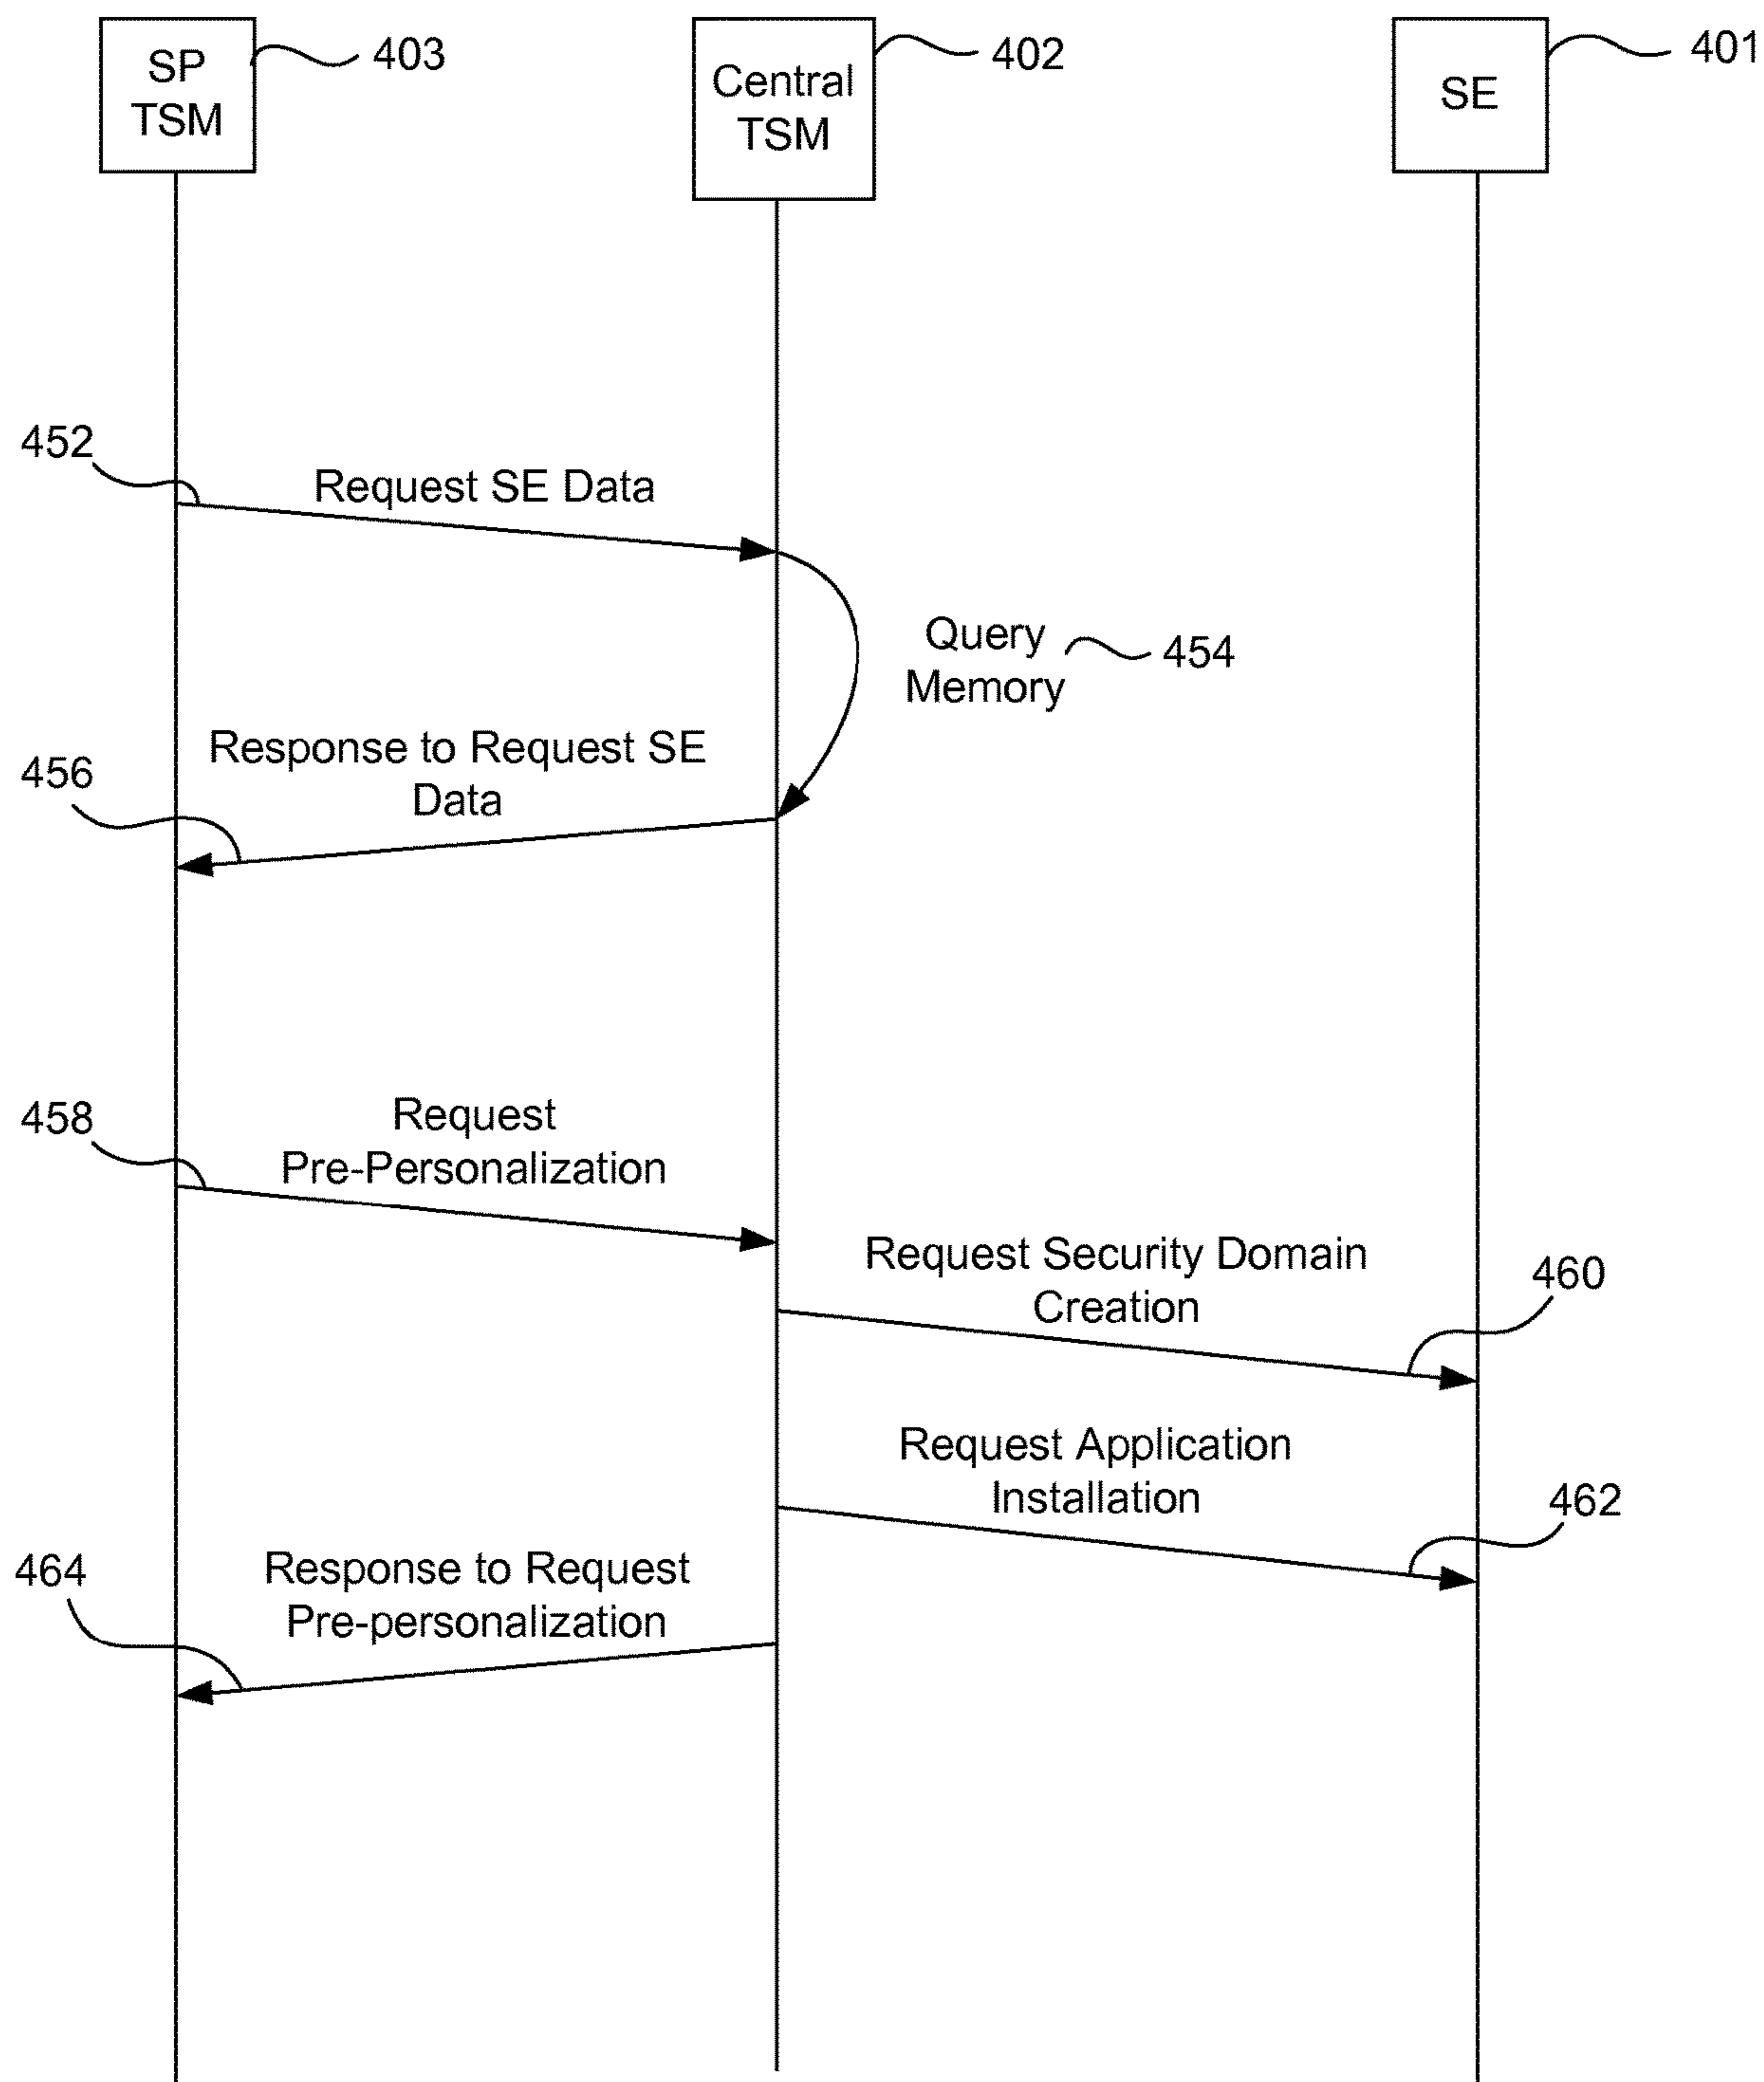 SP
TSM
403
Central
TSM
402
SE
401
452
Request SE Data
Query
Memory
454
Response to Request SE
Data
456
458
Request
Pre-Personalization
Request Security Domain
Creation
460
Request Application
Installation
462
464
Response to Request
Pre-personalization